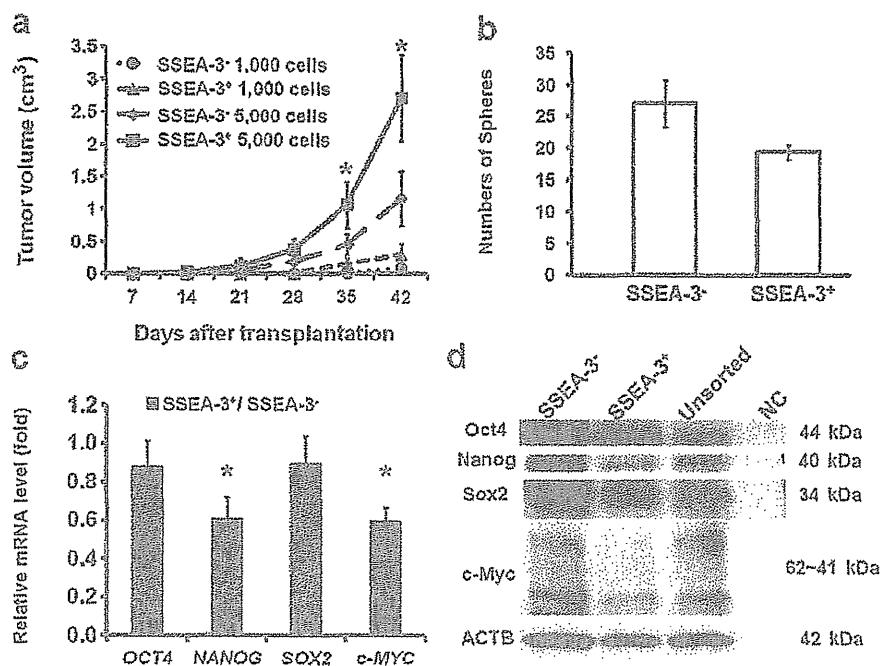 a
Tumor volume (cm³)
3.5
3
2.5
2
1.5
1
0.5
0
SSEA-3⁻ 1,000 cells
SSEA-3⁺ 1,000 cells
SSEA-3⁻ 5,000 cells
SSEA-3⁺ 5,000 cells
*
*
7 14 21 28 35 42
Days after transplantation
b
Numbers of Spheres
35
30
25
20
15
10
5
0
SSEA-3⁻ SSEA-3⁺
c
Relative mRNA level (fold)
1.2
1.0
0.8
0.6
0.4
0.2
0.0
SSEA-3⁺/ SSEA-3⁻
*
*
OCT4 NANOG SOX2 c-MYC
d
SSEA-3⁻ SSEA-3⁺ Unsorted NC
Oct4 44 kDa
Nanog 40 kDa
Sox2 34 kDa
c-Myc 62~41 kDa
ACTB 42 kDa